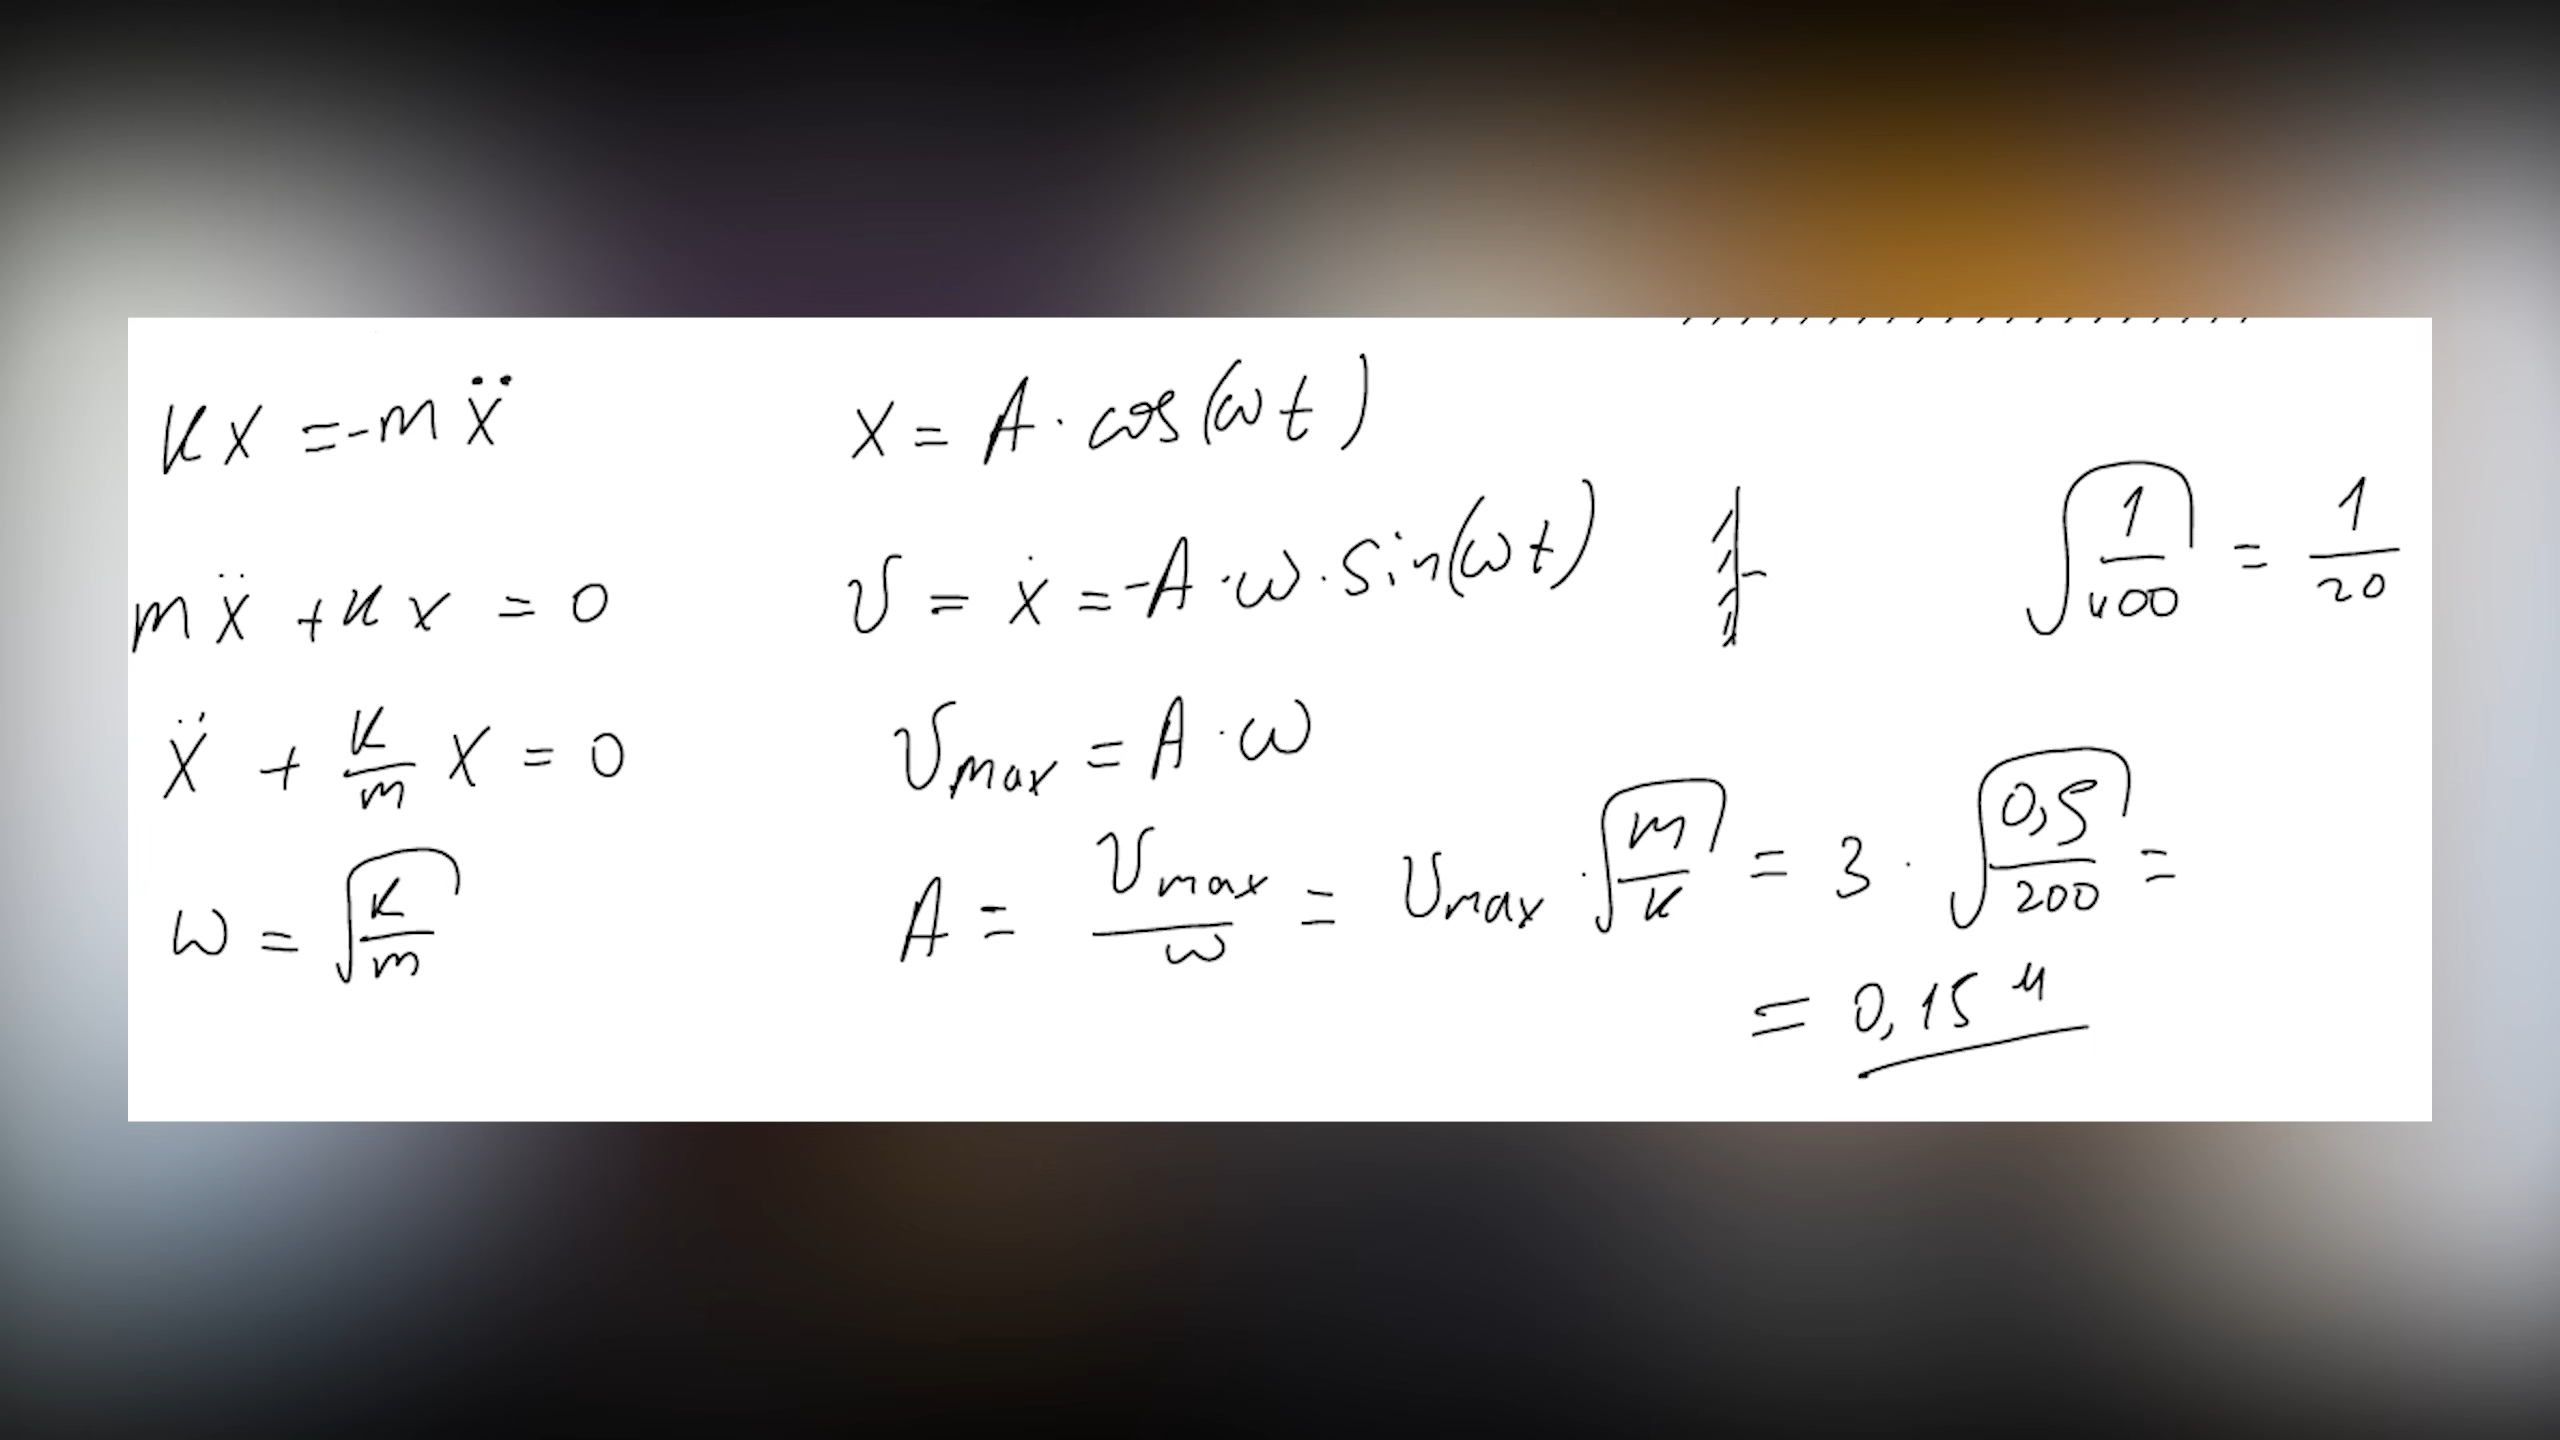 kx = -mẍ
mẍ + kx = 0
ẍ + k/m x = 0
ω = √(k/m)
x = A · cos(ωt)
υ = ẋ = -A · ω · sin(ωt)
υmax = A · ω
A = υmax/ω = υmax · √(m/k) = 3 · √(0,5/200) =
= 0,15 м
√(1/400) = 1/20